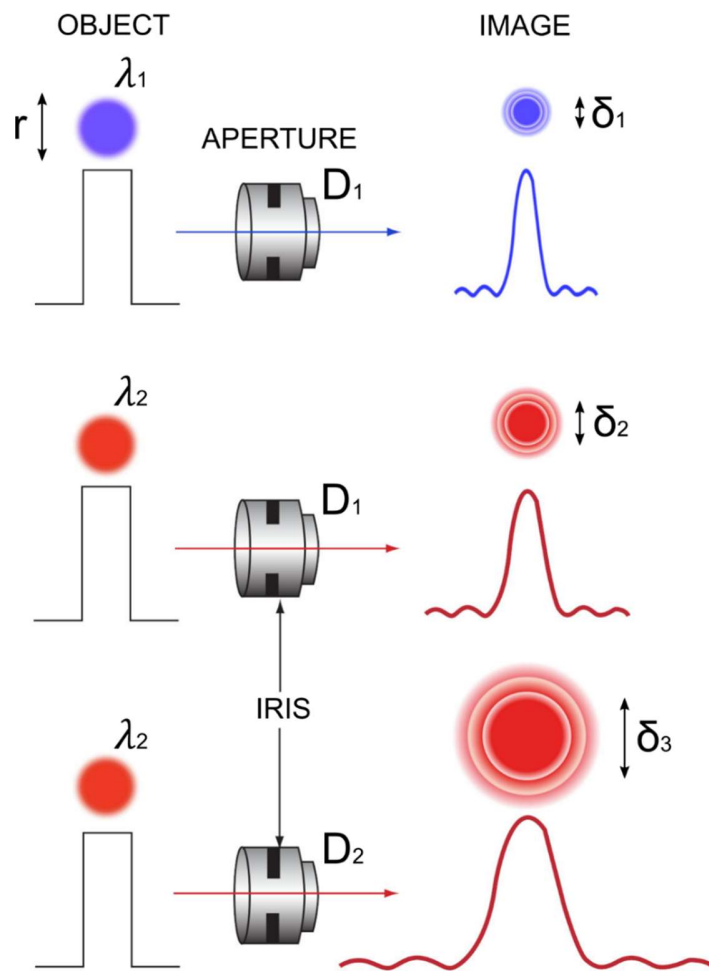 OBJECT IMAGE
λ₁
r
δ₁
APERTURE
D₁
λ₂
δ₂
D₁
IRIS
δ₃
λ₂
D₂